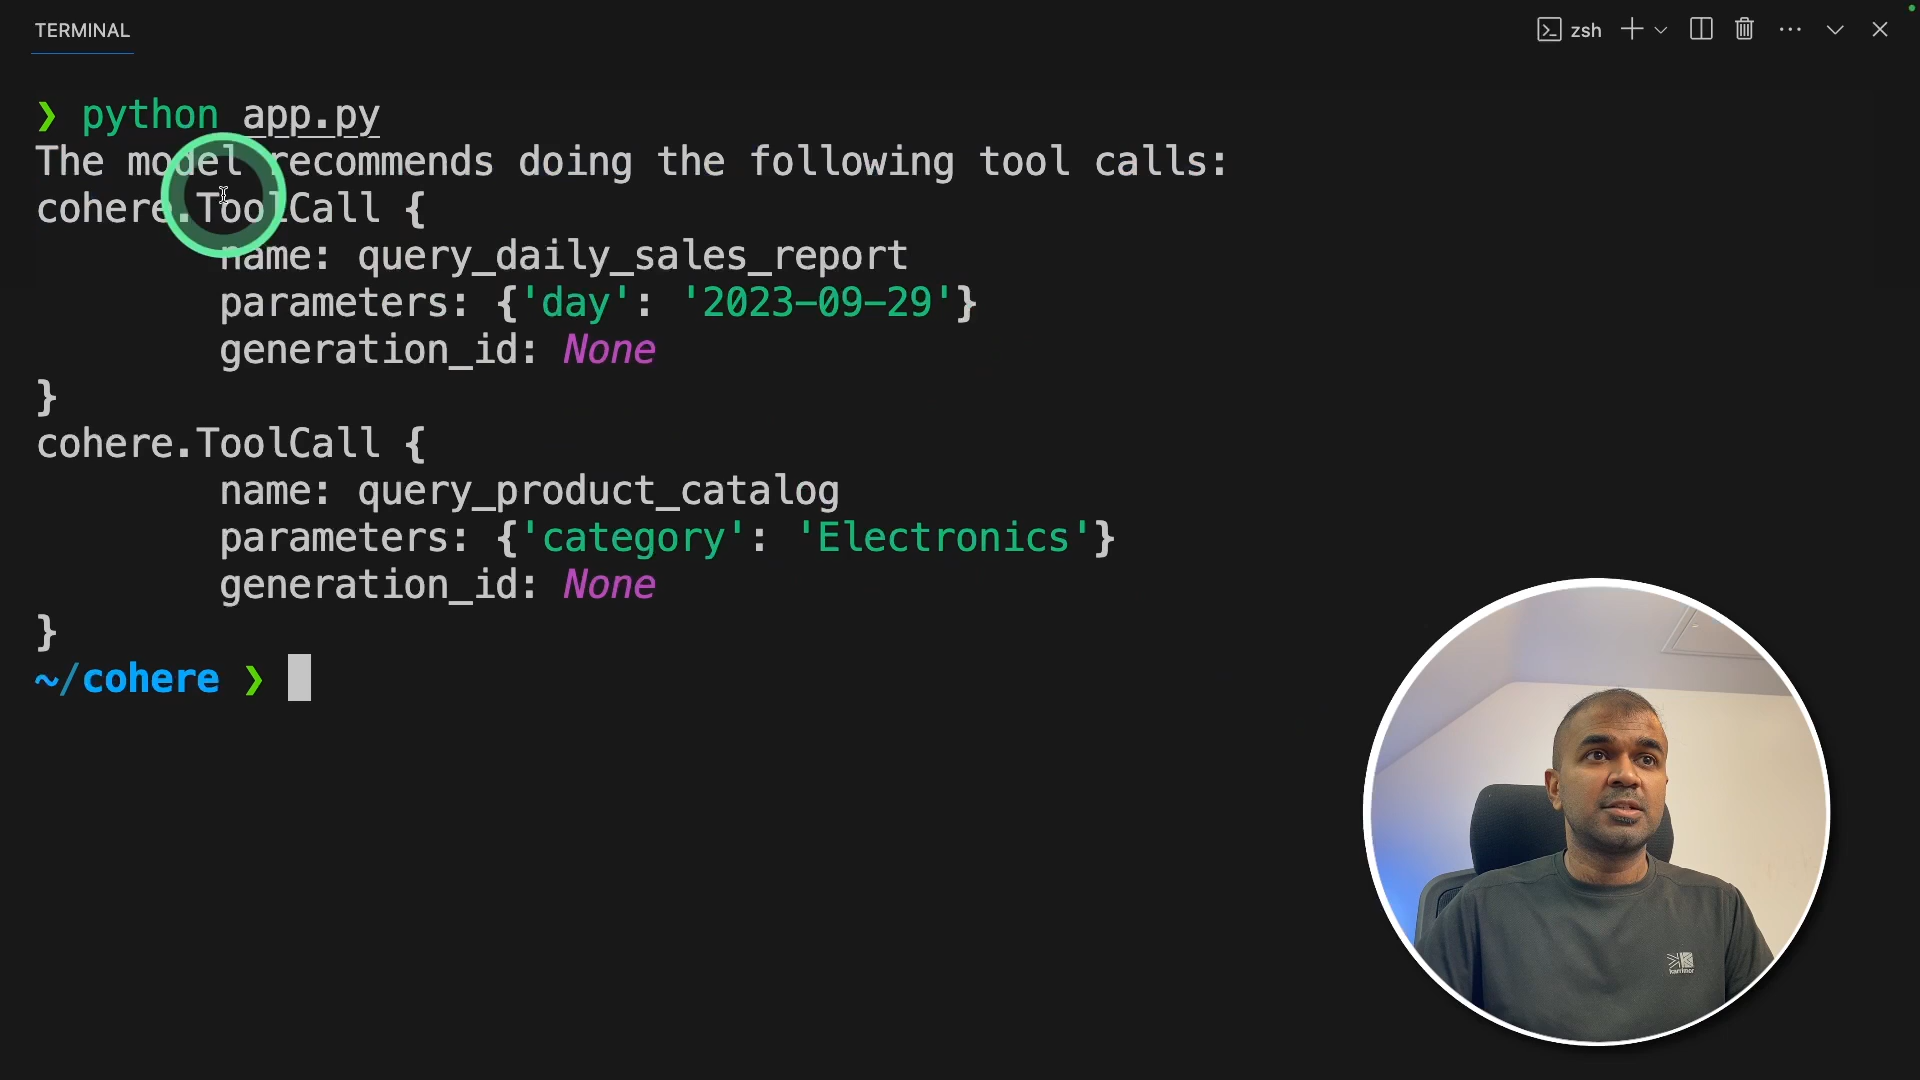 TERMINAL
zsh
❯ python app.py
The model recommends doing the following tool calls:
cohere.ToolCall {
name: query_daily_sales_report
parameters: {'day': '2023-09-29'}
generation_id: None
}
cohere.ToolCall {
name: query_product_catalog
parameters: {'category': 'Electronics'}
generation_id: None
}
~/cohere ❯
karrimor